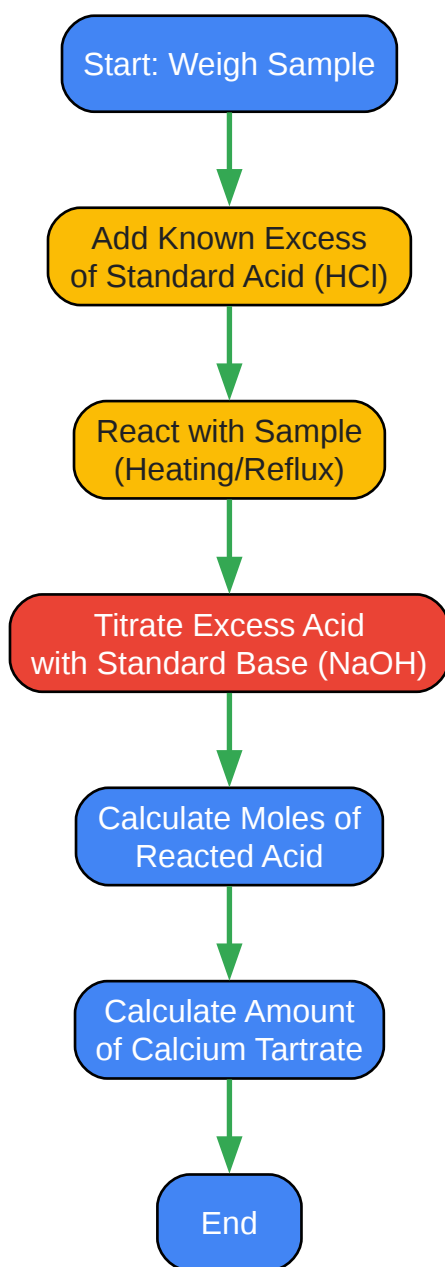 Start: Weigh Sample
Add Known Excess
of Standard Acid (HCl)
React with Sample
(Heating/Reflux)
Titrate Excess Acid
with Standard Base (NaOH)
Calculate Moles of
Reacted Acid
Calculate Amount
of Calcium Tartrate
End